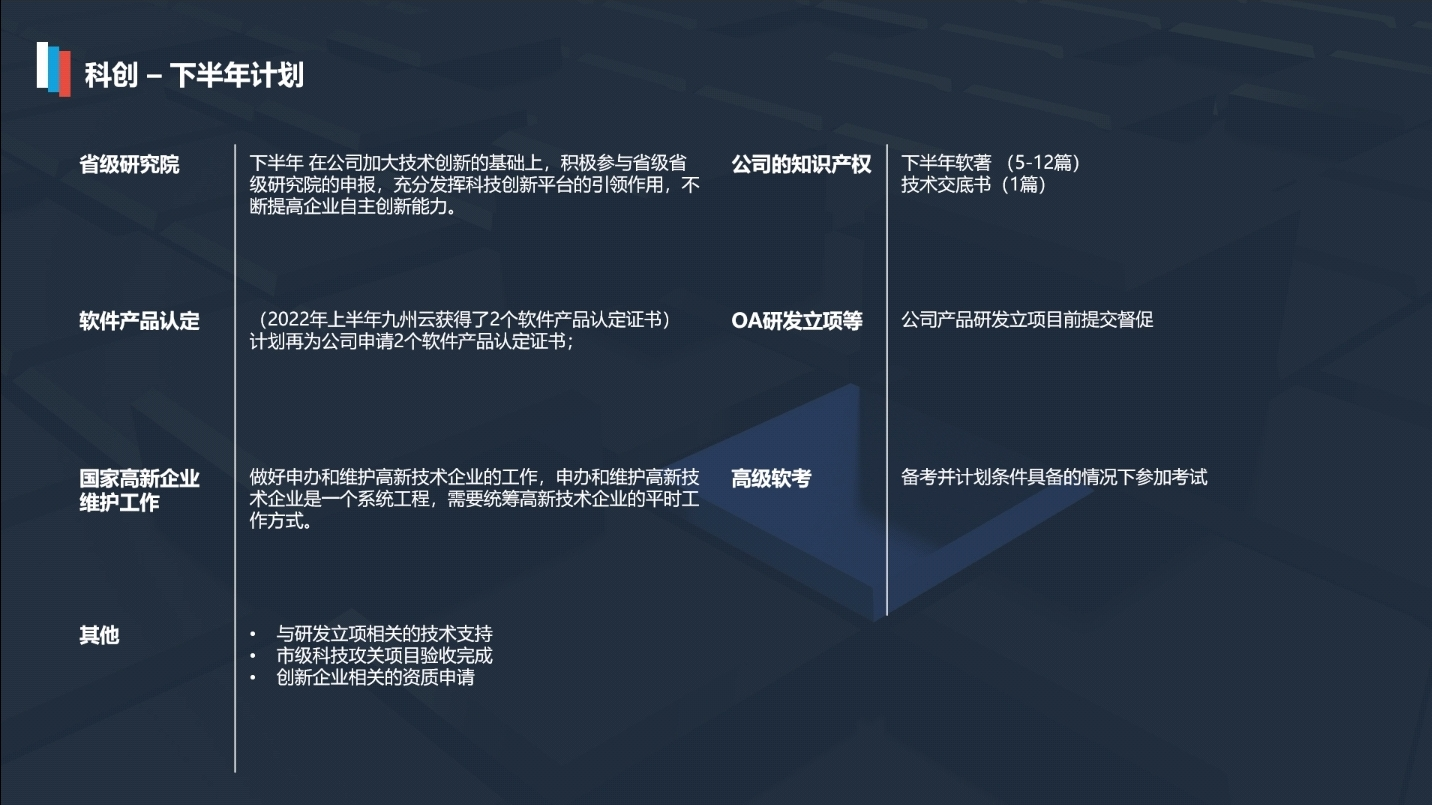 科创 – 下半年计划
省级研究院
下半年 在公司加大技术创新的基础上，积极参与省级省
级研究院的申报，充分发挥科技创新平台的引领作用，不
断提高企业自主创新能力。
软件产品认定
（2022年上半年九州云获得了2个软件产品认定证书）
计划再为公司申请2个软件产品认定证书；
国家高新企业
维护工作
做好申办和维护高新技术企业的工作，申办和维护高新技
术企业是一个系统工程，需要统筹高新技术企业的平时工
作方式。
其他
• 与研发立项相关的技术支持
• 市级科技攻关项目验收完成
• 创新企业相关的资质申请
公司的知识产权
下半年软著 （5-12篇）
技术交底书（1篇）
OA研发立项等
公司产品研发立项目前提交督促
高级软考
备考并计划条件具备的情况下参加考试